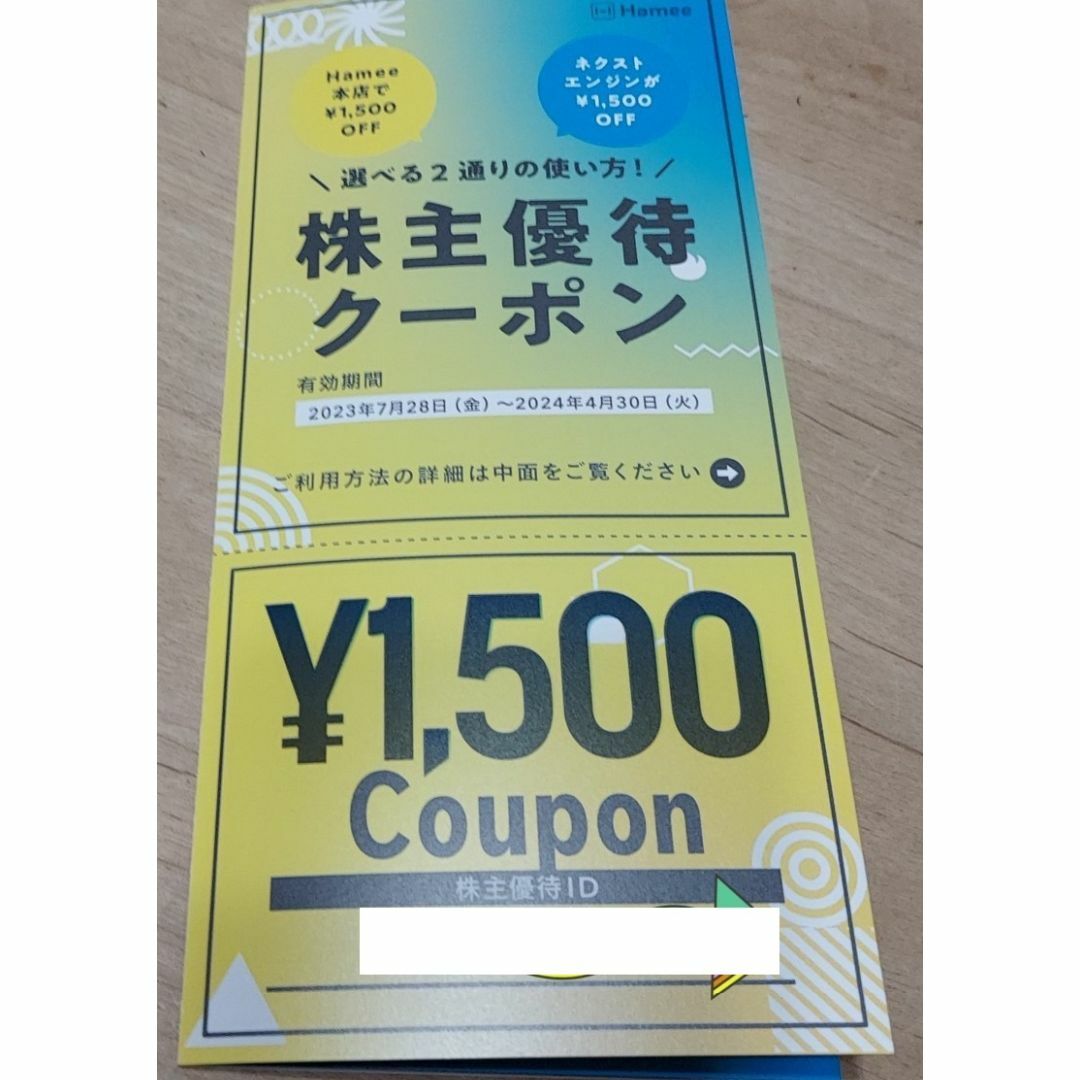 Hamee
Hamee
本店で
¥1,500
OFF
ネクスト
エンジンが
¥1,500
OFF
\ 選べる2通りの使い方! /
株主優待
クーポン
有効期間
2023年7月28日(金)〜2024年4月30日(火)
ご利用方法の詳細は中面をご覧ください
¥1,500
Coupon
株主優待ID